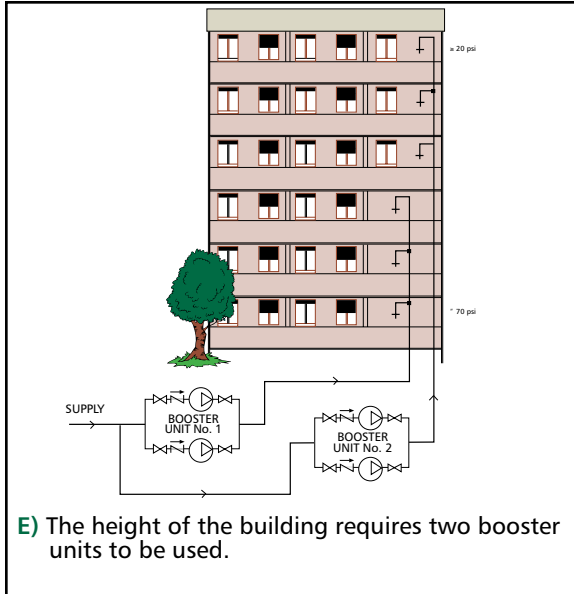 ≥ 20 psi
˜ 70 psi
SUPPLY
BOOSTER
UNIT No. 1
BOOSTER
UNIT No. 2
E) The height of the building requires two booster
units to be used.